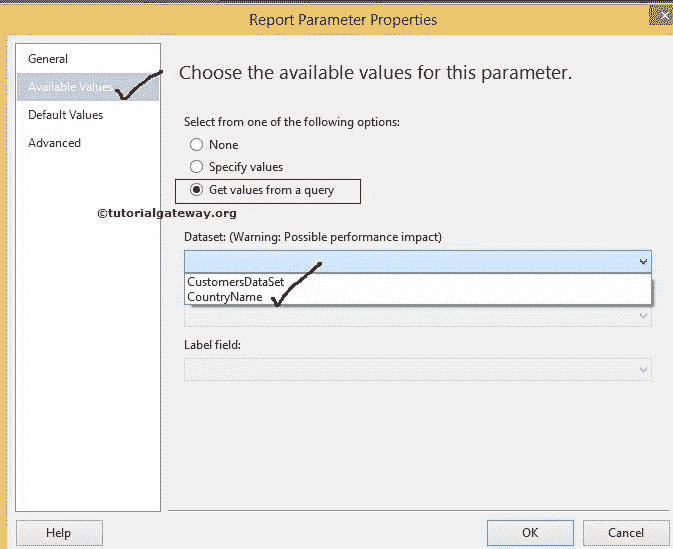 Report Parameter Properties
General
Available Values
Default Values
Advanced
Choose the available values for this parameter.
Select from one of the following options:
None
Specify values
Get values from a query
©tutorialgateway.org
Dataset: (Warning: Possible performance impact)
CustomersDataSet
CountryName
Label field:
Help
OK
Cancel